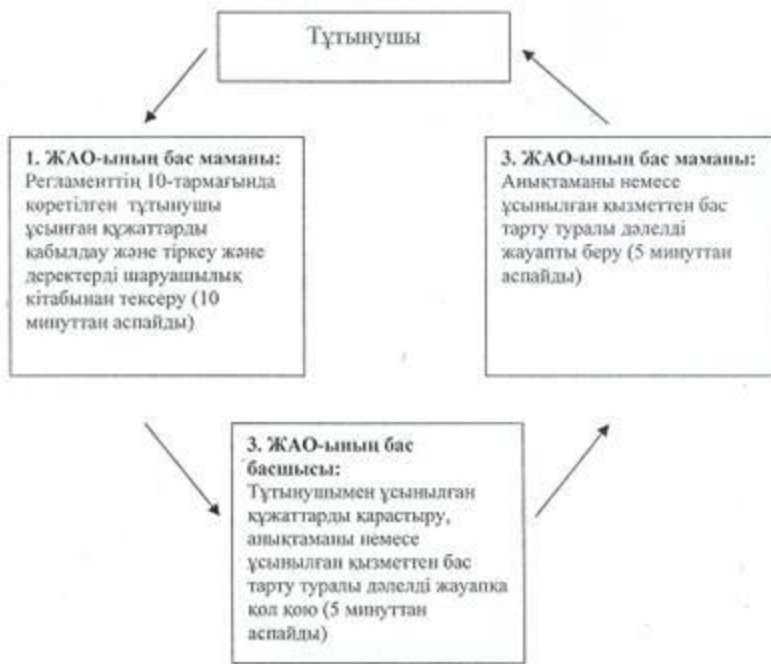 Тұтынушы
1. ЖАО-ының бас маманы:
Регламенттің 10-тармағында
көретілген тұтынушы
ұсынған құжаттарды
қабылдау және тіркеу және
деректерді шаруашылық
кітабынан тексеру (10
минуттан аспайды)
3. ЖАО-ының бас
басшысы:
Тұтынушымен ұсынылған
құжаттарды қарастыру,
анықтаманы немесе
ұсынылған қызметтен бас
тарту туралы дәлелді жауапқа
қол қою (5 минуттан
аспайды)
3. ЖАО-ының бас маманы:
Анықтаманы немесе
ұсынылған қызметтен бас
тарту туралы дәлелді
жауапты беру (5 минуттан
аспайды)